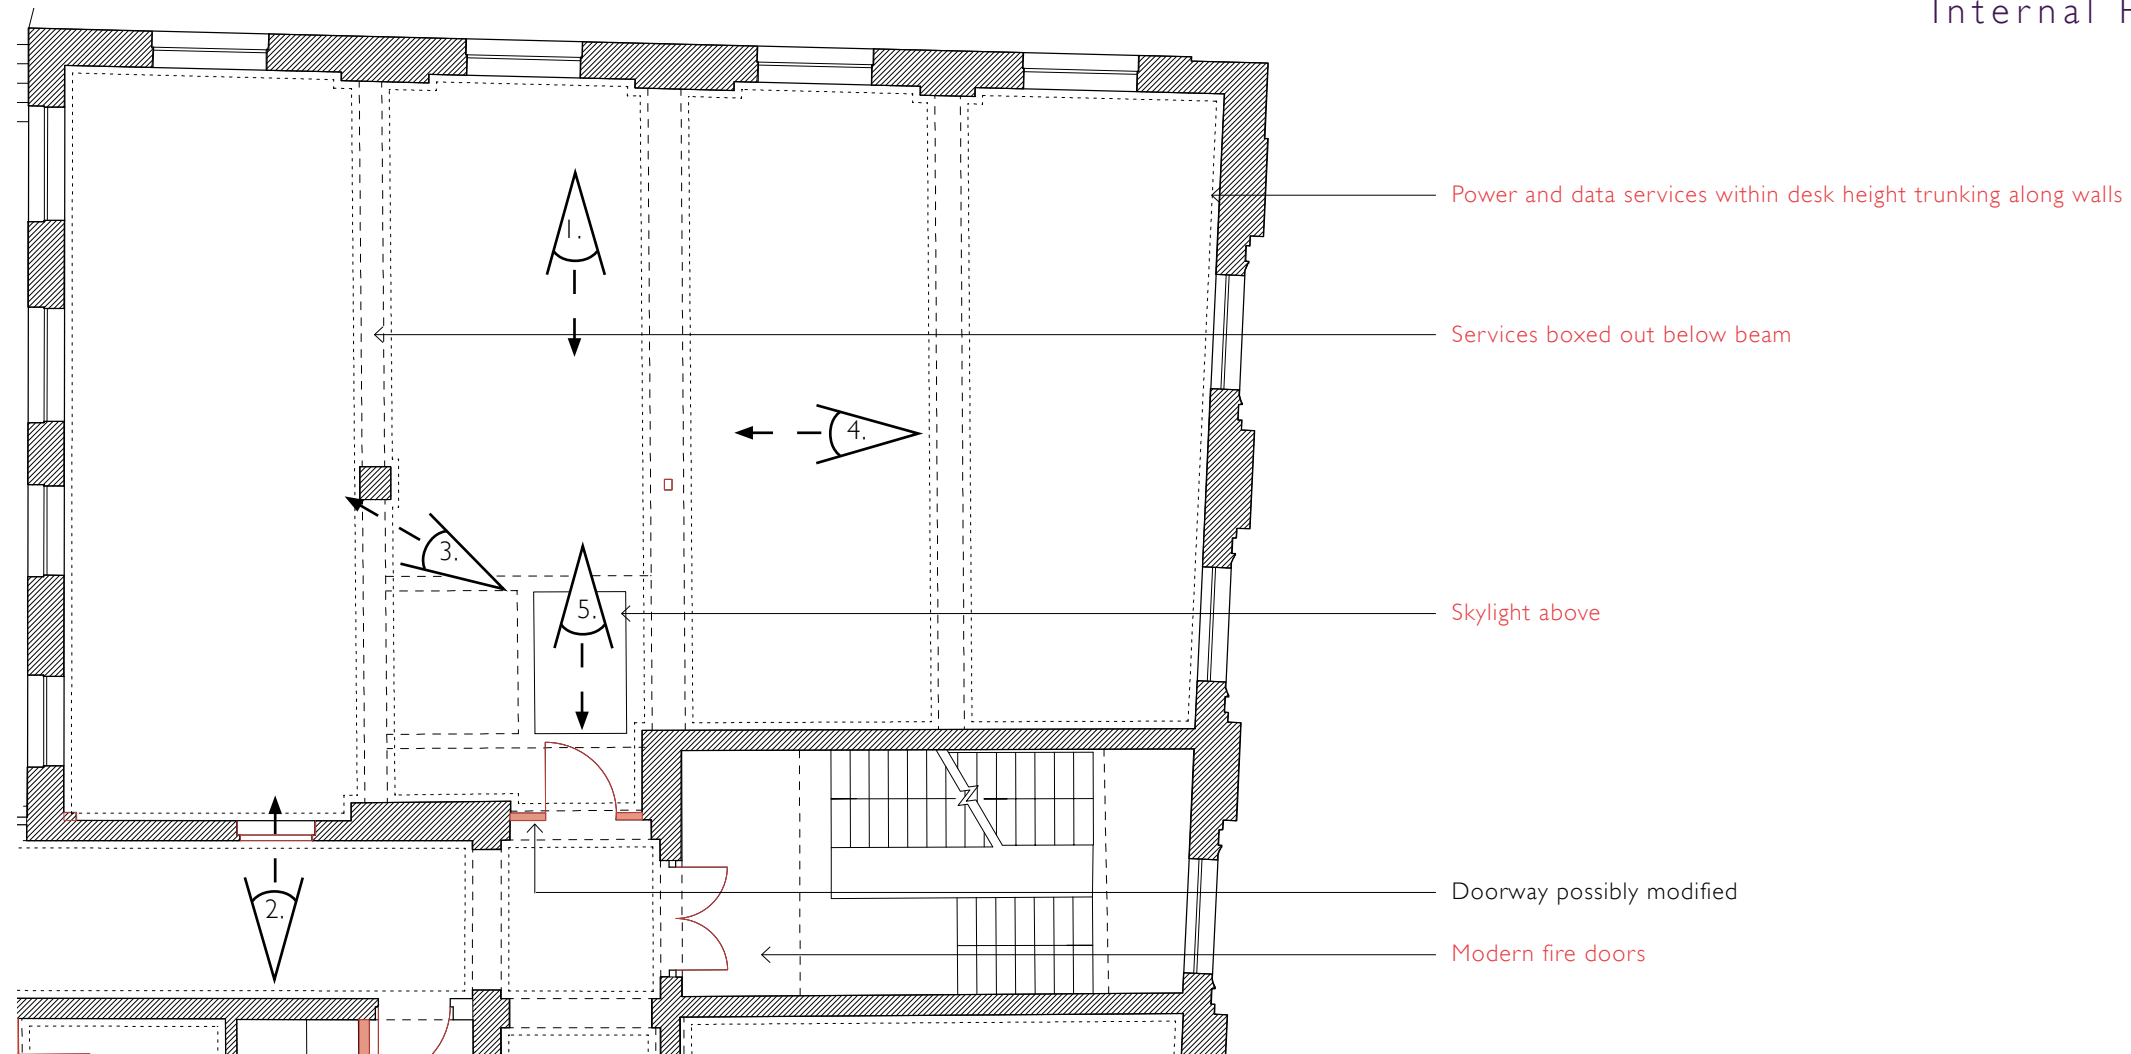 Internal
Power and data services within desk height trunking along walls
1.
Services boxed out below beam
4.
3.
5.
Skylight above
Doorway possibly modified
2.
Modern fire doors